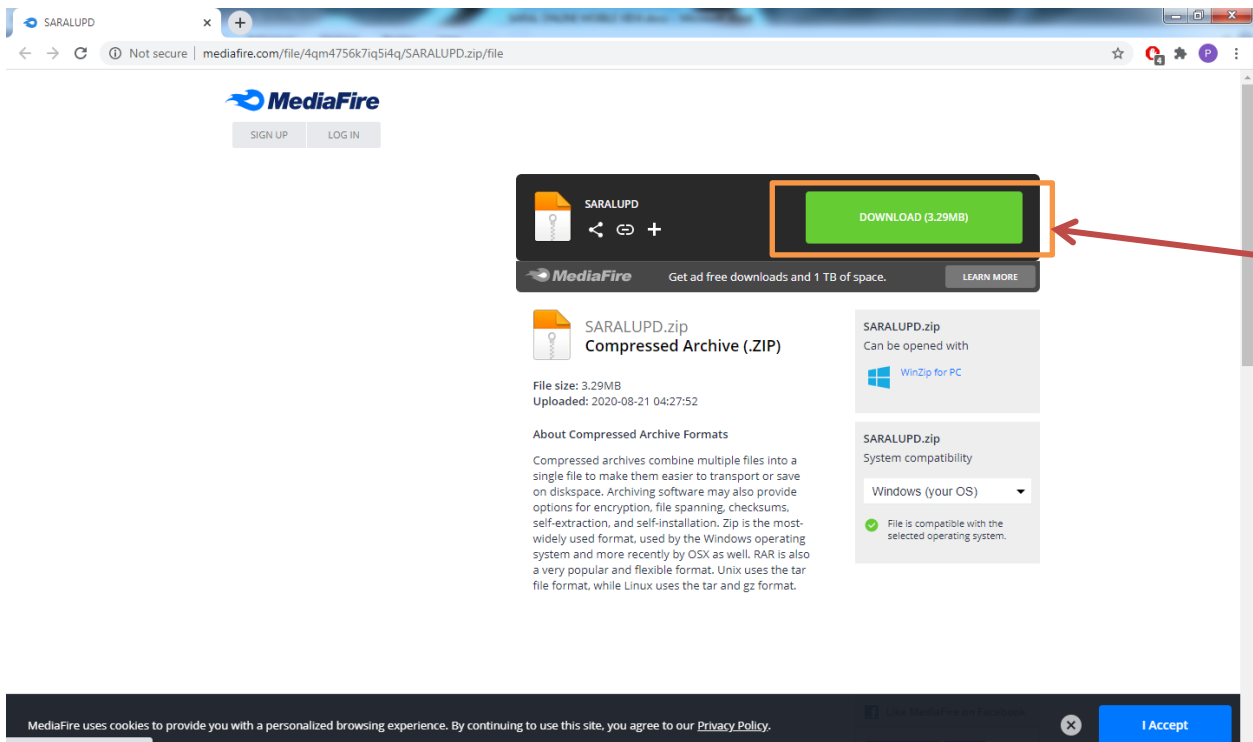 SARALUPD
Not secure | mediafire.com/file/4qm4756k7iq5i4q/SARALUPD.zip/file
4
P
MediaFire
SIGN UP
LOG IN
SARALUPD
DOWNLOAD (3.29MB)
MediaFire
Get ad free downloads and 1 TB of space.
LEARN MORE
SARALUPD.zip
Compressed Archive (.ZIP)
File size: 3.29MB
Uploaded: 2020-08-21 04:27:52
About Compressed Archive Formats
Compressed archives combine multiple files into a
single file to make them easier to transport or save
on diskspace. Archiving software may also provide
options for encryption, file spanning, checksums,
self-extraction, and self-installation. Zip is the most-
widely used format, used by the Windows operating
system and more recently by OSX as well. RAR is also
a very popular and flexible format. Unix uses the tar
file format, while Linux uses the tar and gz format.
SARALUPD.zip
Can be opened with
WinZip for PC
SARALUPD.zip
System compatibility
Windows (your OS)
File is compatible with the
selected operating system.
MediaFire uses cookies to provide you with a personalized browsing experience. By continuing to use this site, you agree to our Privacy Policy.
I Accept